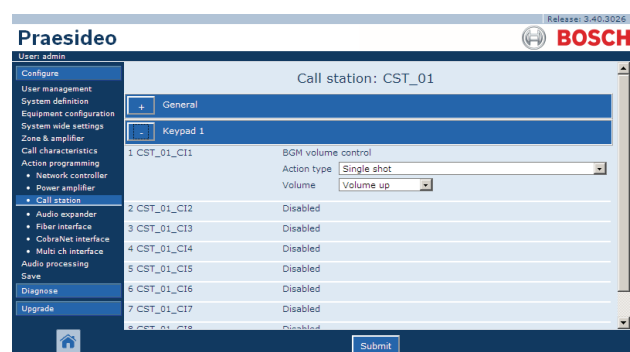 Release: 3.40.3026
Praesideo
BOSCH
User: admin
Configure
User management
System definition
Equipment configuration
System wide settings
Zone & amplifier
Call characteristics
Action programming
• Network controller
• Power amplifier
• Call station
• Audio expander
• Fiber interface
• CobraNet interface
• Multi ch interface
Audio processing
Save
Diagnose
Upgrade
Call station: CST_01
+ General
- Keypad 1
1 CST_01_CI1 BGM volume control
Action type Single shot
Volume Volume up
2 CST_01_CI2 Disabled
3 CST_01_CI3 Disabled
4 CST_01_CI4 Disabled
5 CST_01_CI5 Disabled
6 CST_01_CI6 Disabled
7 CST_01_CI7 Disabled
8 CST_01_CI8 Disabled
Submit